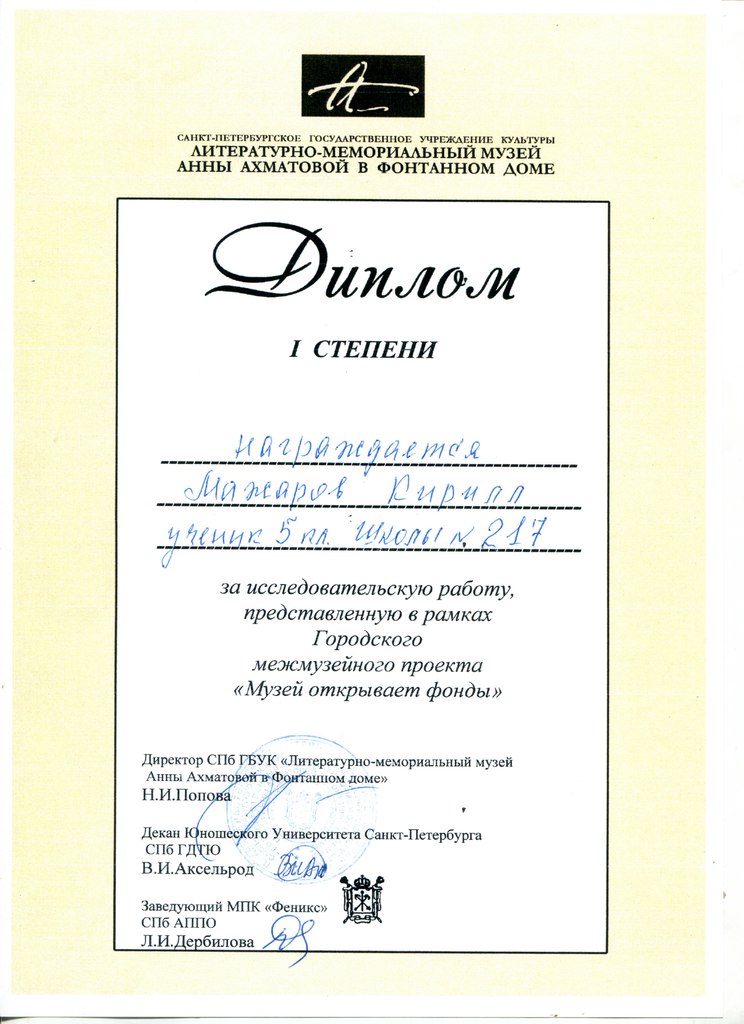 САНКТ-ПЕТЕРБУРГСКОЕ ГОСУДАРСТВЕННОЕ УЧРЕЖДЕНИЕ КУЛЬТУРЫ
ЛИТЕРАТУРНО-МЕМОРИАЛЬНЫЙ МУЗЕЙ
АННЫ АХМАТОВОЙ В ФОНТАННОМ ДОМЕ
Диплом
I СТЕПЕНИ
награждается
Мажаров Кирилл
ученик 5 кл. школы № 217
за исследовательскую работу,
представленную в рамках
Городского
межмузейного проекта
«Музей открывает фонды»
Директор СПб ГБУК «Литературно-мемориальный музей
Анны Ахматовой в Фонтанном доме»
Н.И.Попова
Декан Юношеского Университета Санкт-Петербурга
СПб ГДТЮ
В.И.Аксельрод
Заведующий МПК «Феникс»
СПб АППО
Л.И.Дербилова